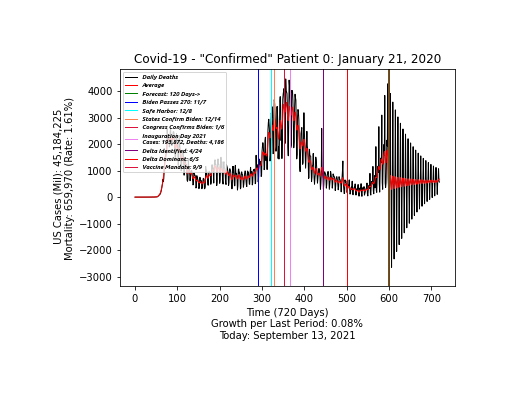 Covid-19 - "Confirmed" Patient 0: January 21, 2020
Daily Deaths
Average
Forecast: 120 Days->
Biden Passes 270: 11/7
Safe Harbor: 12/8
States Confirm Biden: 12/14
Congress Confirms Biden: 1/6
Inauguration Day 2021
Cases: 193,872, Deaths: 4,186
Delta Identified: 4/24
Delta Dominant: 6/5
Vaccine Mandate: 9/9
US Cases (Mil): 45,184,225
Mortality: 659,970 (Rate: 1.61%)
4000
3000
2000
1000
0
−1000
−2000
−3000
0 100 200 300 400 500 600 700
Time (720 Days)
Growth per Last Period: 0.08%
Today: September 13, 2021